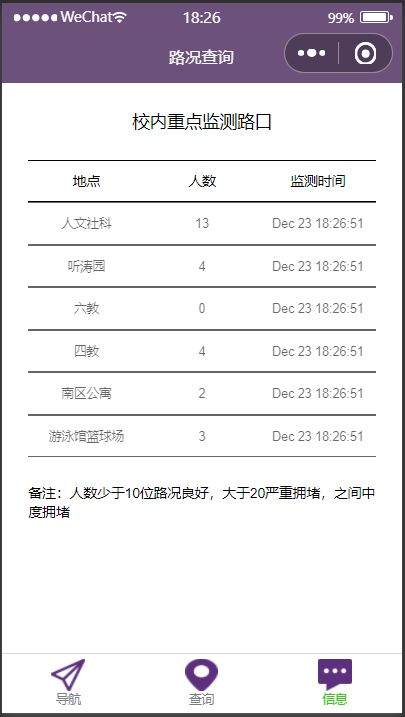 WeChat 18:26 99%
路况查询
校内重点监测路口
地点 人数 监测时间
人文社科 13 Dec 23 18:26:51
听涛园 4 Dec 23 18:26:51
六教 0 Dec 23 18:26:51
四教 4 Dec 23 18:26:51
南区公寓 2 Dec 23 18:26:51
游泳馆篮球场 3 Dec 23 18:26:51
备注：人数少于10位路况良好，大于20严重拥堵，之间中
度拥堵
导航 查询 信息